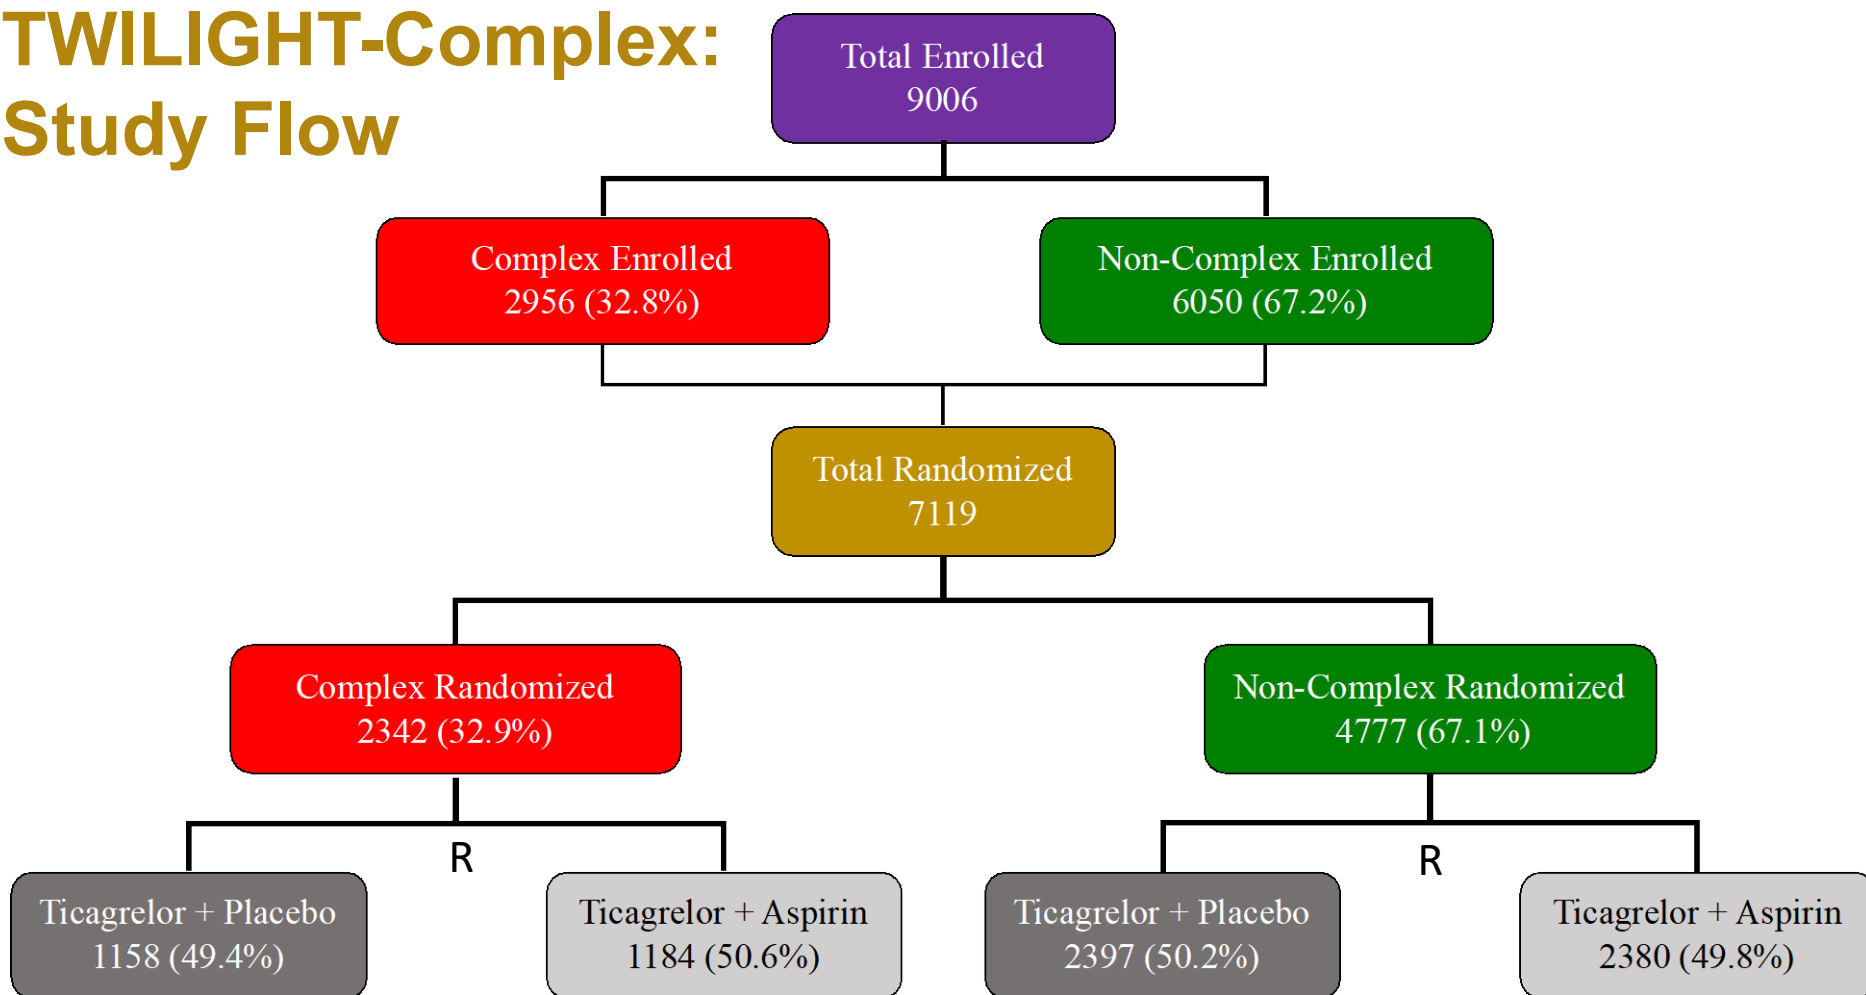 TWILIGHT-Complex:
Study Flow
Total Enrolled
9006
Complex Enrolled
2956 (32.8%)
Non-Complex Enrolled
6050 (67.2%)
Total Randomized
7119
Complex Randomized
2342 (32.9%)
Non-Complex Randomized
4777 (67.1%)
R
R
Ticagrelor + Placebo
1158 (49.4%)
Ticagrelor + Aspirin
1184 (50.6%)
Ticagrelor + Placebo
2397 (50.2%)
Ticagrelor + Aspirin
2380 (49.8%)